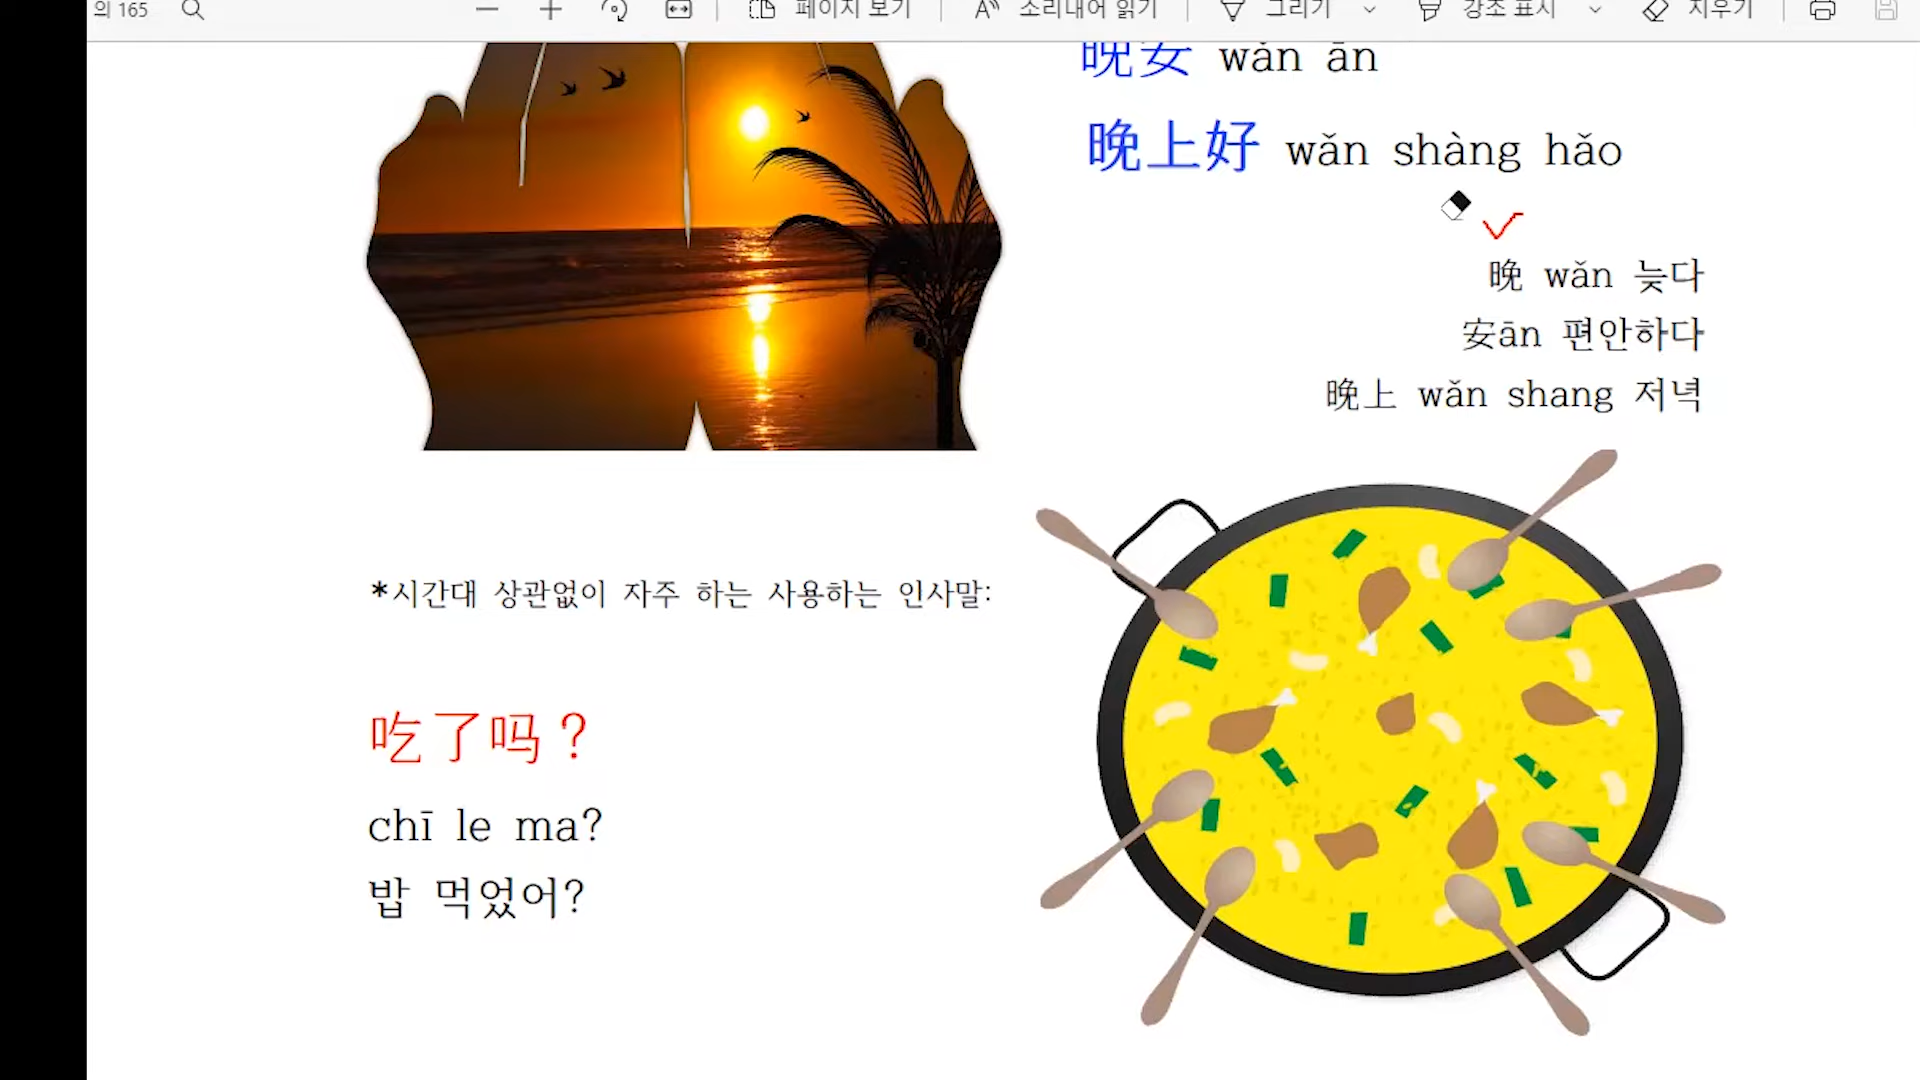 의 165
페이지 보기
소리내어 읽기
그리기
강조 표시
지우기
晚安 wǎn ān
晚上好 wǎn shàng hǎo
晚 wǎn 늦다
安ān 편안하다
晚上 wǎn shang 저녁
*시간대 상관없이 자주 하는 사용하는 인사말:
吃了吗？
chī le ma?
밥 먹었어?